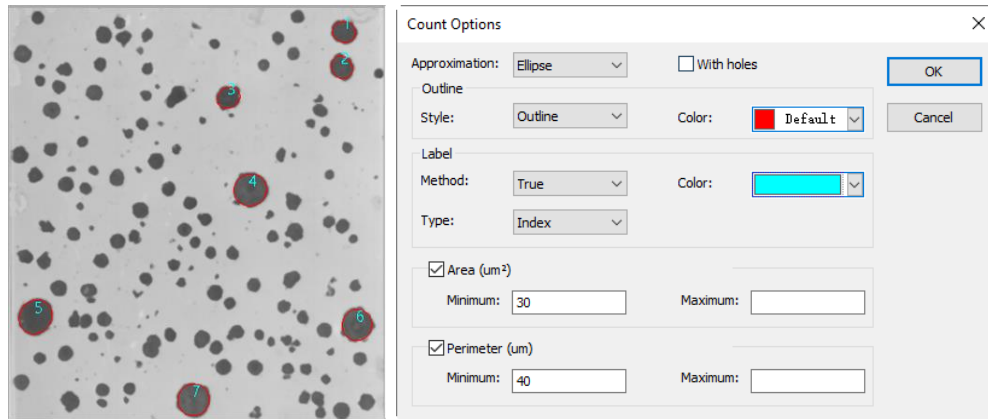 1
2
3
4
5
6
7
Count Options
Approximation: Ellipse With holes
OK
Outline
Style: Outline Color: Default
Cancel
Label
Method: True Color:
Type: Index
Area (um²)
Minimum: 30 Maximum:
Perimeter (um)
Minimum: 40 Maximum: